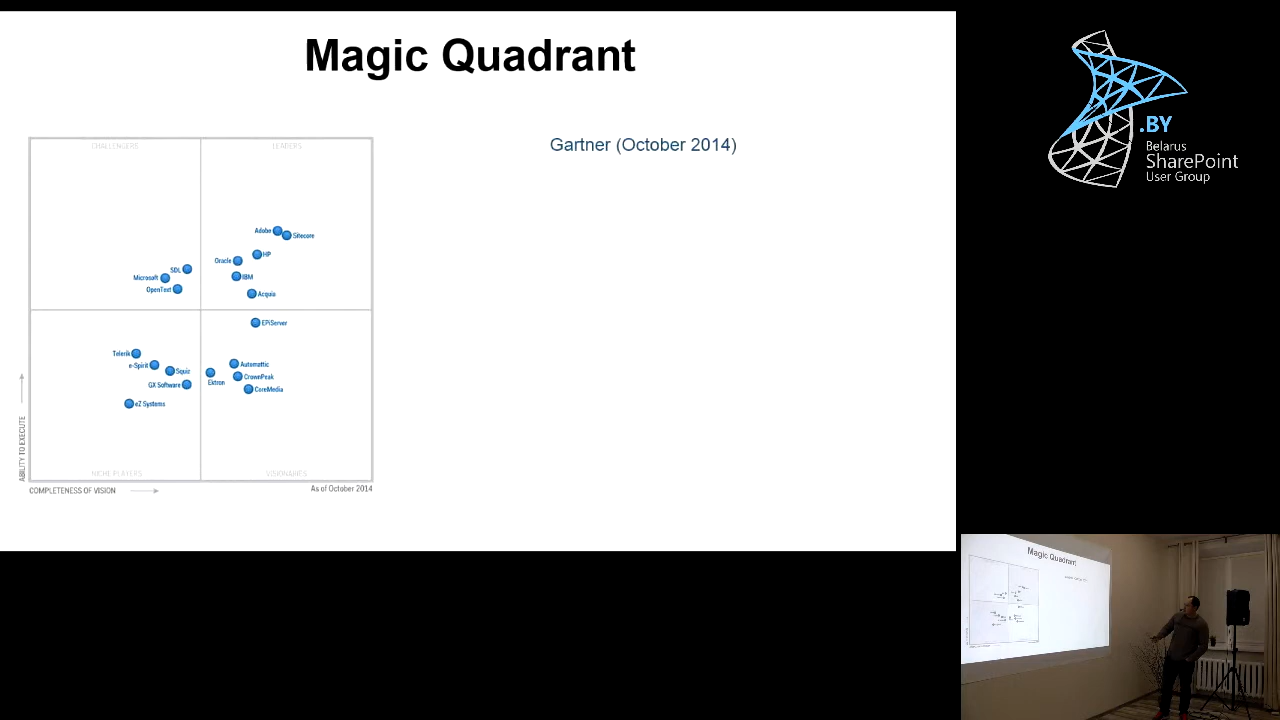 Magic Quadrant
Gartner (October 2014)
CHALLENGERS
LEADERS
Adobe
Sitecore
HP
Oracle
IBM
SDL
Microsoft
OpenText
Acquia
EPiServer
Telerik
e-Spirit
Squiz
GX Software
eZ Systems
Automattic
Ektron
CrownPeak
CoreMedia
NICHE PLAYERS
VISIONARIES
ABILITY TO EXECUTE
COMPLETENESS OF VISION
As of October 2014
.BY
Belarus
SharePoint
User Group
Magic Quadrant